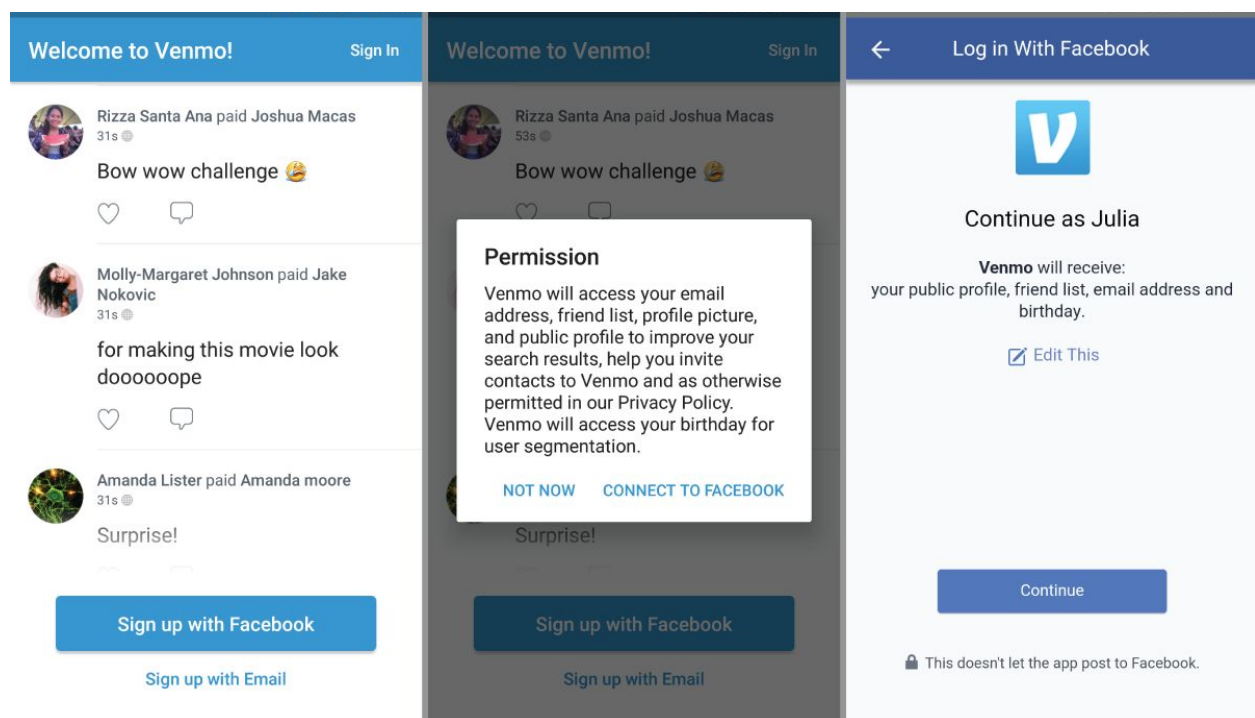 Welcome to Venmo!
Sign In
Rizza Santa Ana paid Joshua Macas
31s
Bow wow challenge 🤣
Molly-Margaret Johnson paid Jake
Nokovic
31s
for making this movie look
doooooope
Amanda Lister paid Amanda moore
31s
Surprise!
Sign up with Facebook
Sign up with Email
Welcome to Venmo!
Sign In
Rizza Santa Ana paid Joshua Macas
53s
Bow wow challenge 🤣
Permission
Venmo will access your email
address, friend list, profile picture,
and public profile to improve your
search results, help you invite
contacts to Venmo and as otherwise
permitted in our Privacy Policy.
Venmo will access your birthday for
user segmentation.
NOT NOW
CONNECT TO FACEBOOK
Surprise!
Sign up with Facebook
Sign up with Email
Log in With Facebook
V
Continue as Julia
Venmo will receive:
your public profile, friend list, email address and
birthday.
Edit This
Continue
This doesn't let the app post to Facebook.